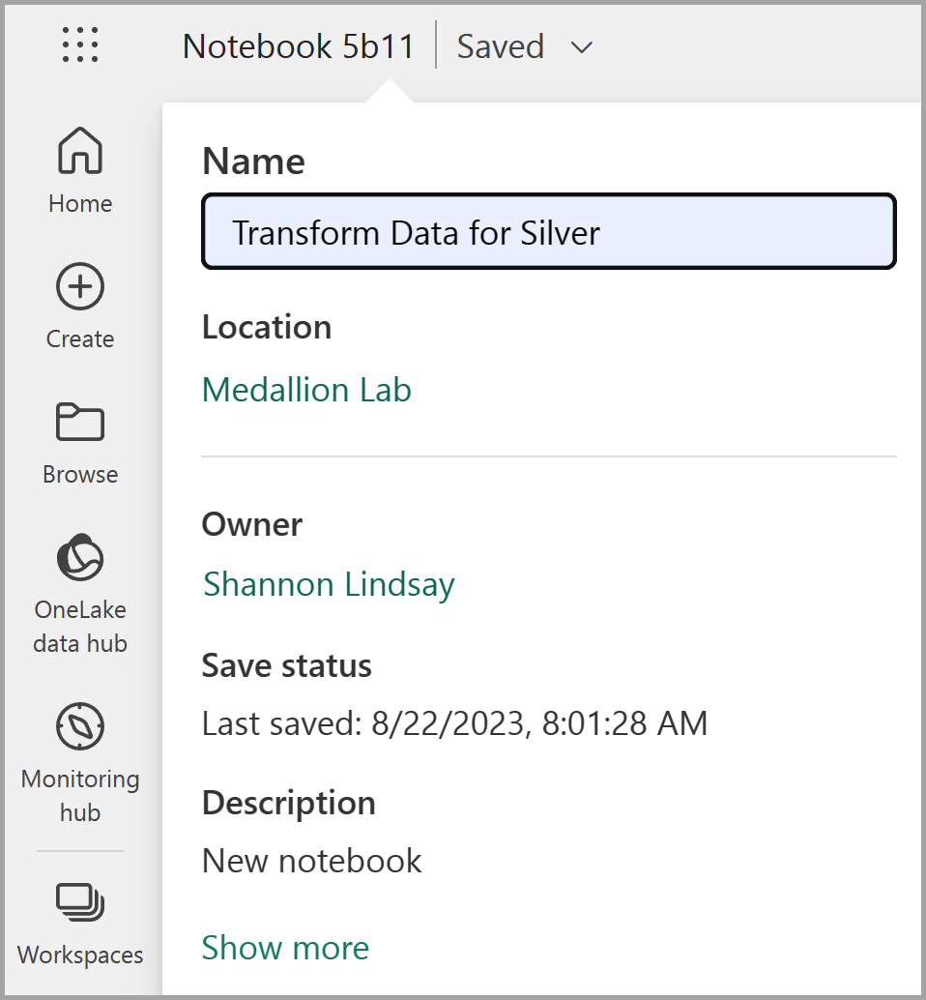 Notebook 5b11
Saved
Home
Create
Browse
OneLake
data hub
Monitoring
hub
Workspaces
Name
Transform Data for Silver
Location
Medallion Lab
Owner
Shannon Lindsay
Save status
Last saved: 8/22/2023, 8:01:28 AM
Description
New notebook
Show more